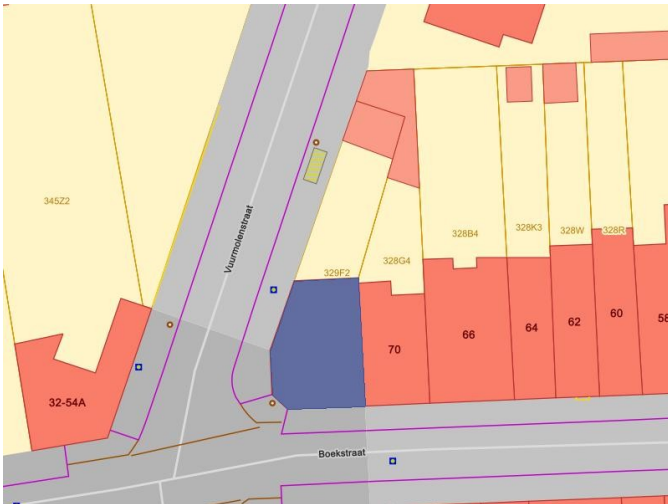 345Z2
Vuurmolenstraat
328B4
328K3
328W
328R
328G4
329F2
70
66
64
62
60
58
32-54A
Boekstraat